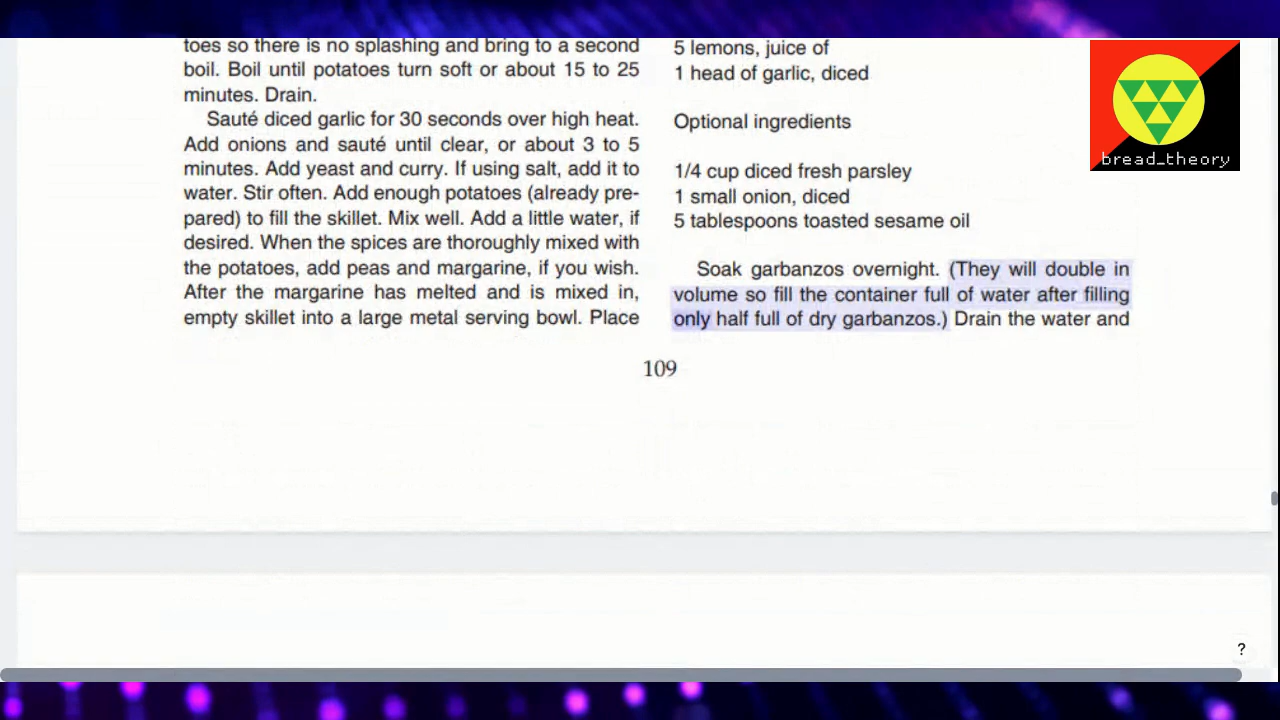 toes so there is no splashing and bring to a second
boil. Boil until potatoes turn soft or about 15 to 25
minutes. Drain.
Sauté diced garlic for 30 seconds over high heat.
Add onions and sauté until clear, or about 3 to 5
minutes. Add yeast and curry. If using salt, add it to
water. Stir often. Add enough potatoes (already pre-
pared) to fill the skillet. Mix well. Add a little water, if
desired. When the spices are thoroughly mixed with
the potatoes, add peas and margarine, if you wish.
After the margarine has melted and is mixed in,
empty skillet into a large metal serving bowl. Place
5 lemons, juice of
1 head of garlic, diced
Optional ingredients
1/4 cup diced fresh parsley
1 small onion, diced
5 tablespoons toasted sesame oil
Soak garbanzos overnight. (They will double in
volume so fill the container full of water after filling
only half full of dry garbanzos.) Drain the water and
109
bread_theory
?